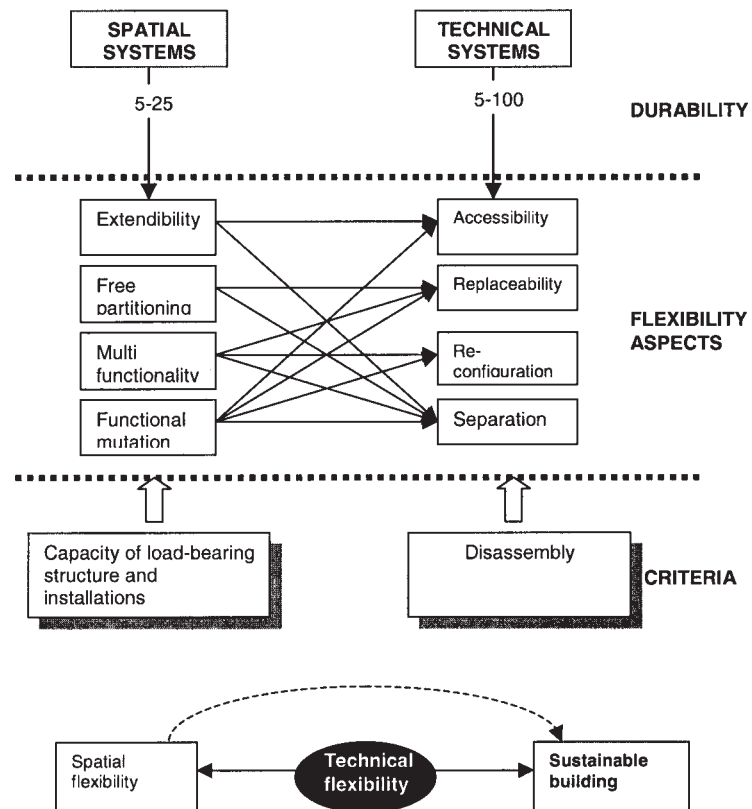 SPATIAL
SYSTEMS
TECHNICAL
SYSTEMS
5-25
5-100
DURABILITY
Extendibility
Accessibility
Free
partitioning
Replaceability
FLEXIBILITY
ASPECTS
Multi
functionality
Re-
configuration
Functional
mutation
Separation
Capacity of load-bearing
structure and
installations
Disassembly
CRITERIA
Spatial
flexibility
Technical
flexibility
Sustainable
building